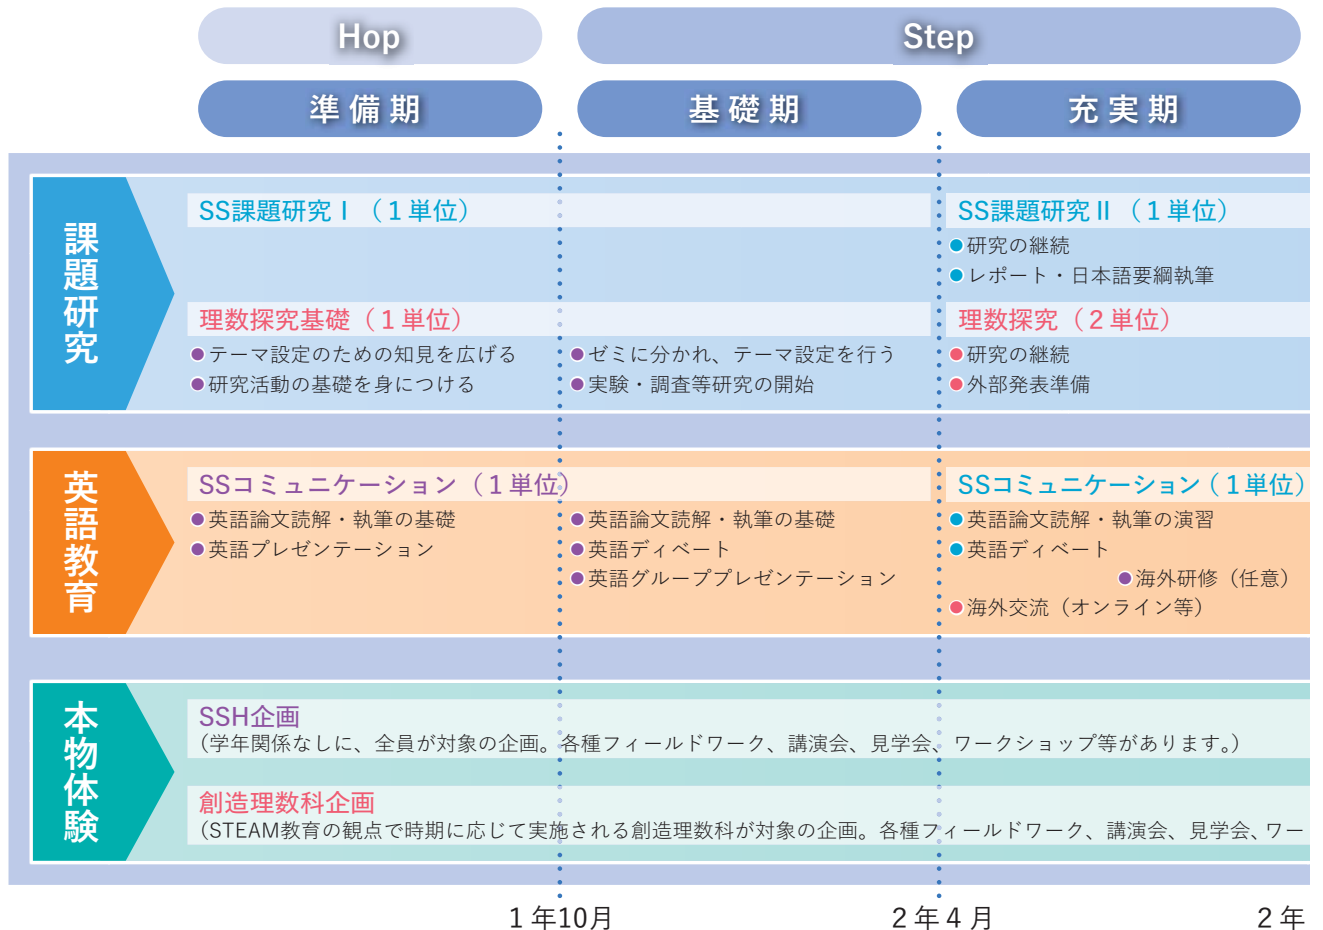 Hop
Step
準備期
基礎期
充実期
課題研究
SS課題研究Ⅰ（１単位）
SS課題研究Ⅱ（１単位）
●研究の継続
●レポート・日本語要綱執筆
理数探究基礎（１単位）
理数探究（２単位）
●テーマ設定のための知見を広げる
●ゼミに分かれ、テーマ設定を行う
●研究の継続
●研究活動の基礎を身につける
●実験・調査等研究の開始
●外部発表準備
英語教育
SSコミュニケーション（１単位）
SSコミュニケーション（１単位）
●英語論文読解・執筆の基礎
●英語論文読解・執筆の基礎
●英語論文読解・執筆の演習
●英語プレゼンテーション
●英語ディベート
●英語ディベート
●英語グループプレゼンテーション
●海外研修（任意）
●海外交流（オンライン等）
本物体験
SSH企画
（学年関係なしに、全員が対象の企画。各種フィールドワーク、講演会、見学会、ワークショップ等があります。）
創造理数科企画
（STEAM教育の観点で時期に応じて実施される創造理数科が対象の企画。各種フィールドワーク、講演会、見学会、ワー
１年10月
２年４月
２年